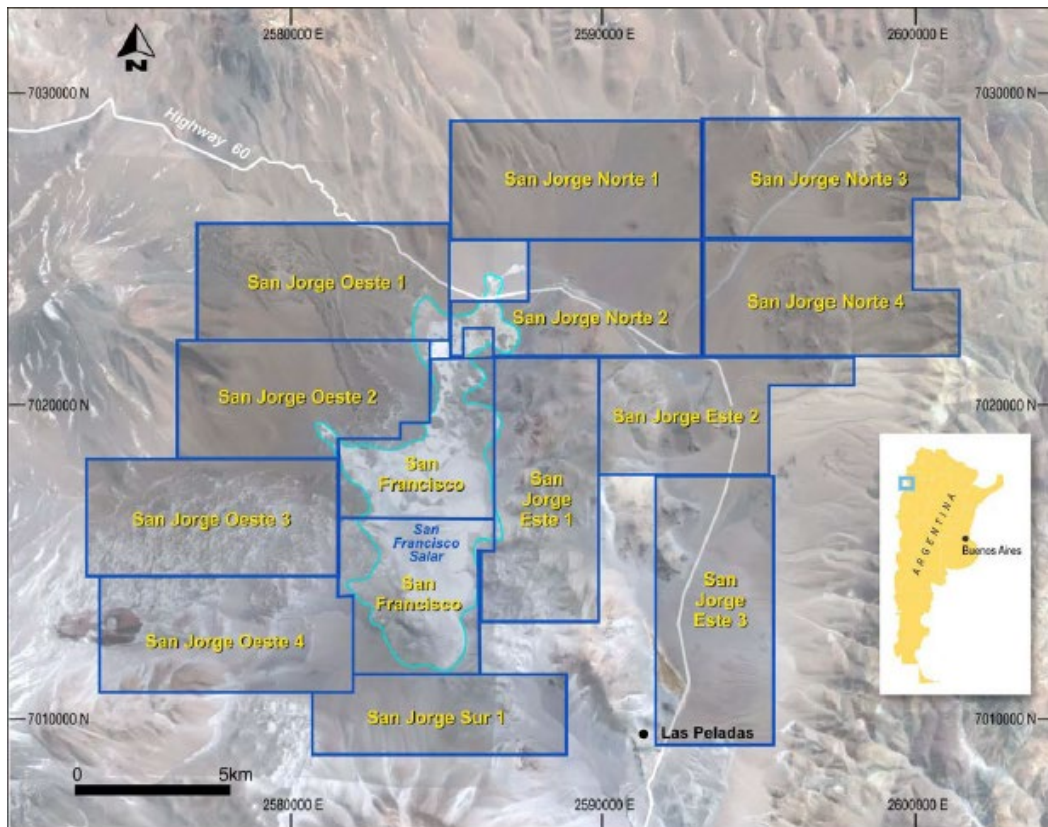 2580000 E
2590000 E
2600000 E
N
7030000 N
7030000 N
Highway 60
San Jorge Norte 1
San Jorge Norte 3
San Jorge Oeste 1
San Jorge Norte 2
San Jorge Norte 4
7020000 N
7020000 N
San Jorge Oeste 2
San Jorge Este 2
San
Francisco
San
Jorge
Este 1
San Jorge Oeste 3
San
Francisco
Salar
San
Francisco
San
Jorge
Este 3
San Jorge Oeste 4
ARGENTINA
Buenos Aires
7010000 N
7010000 N
San Jorge Sur 1
Las Peladas
0
5km
2580000 E
2590000 E
2600000 E